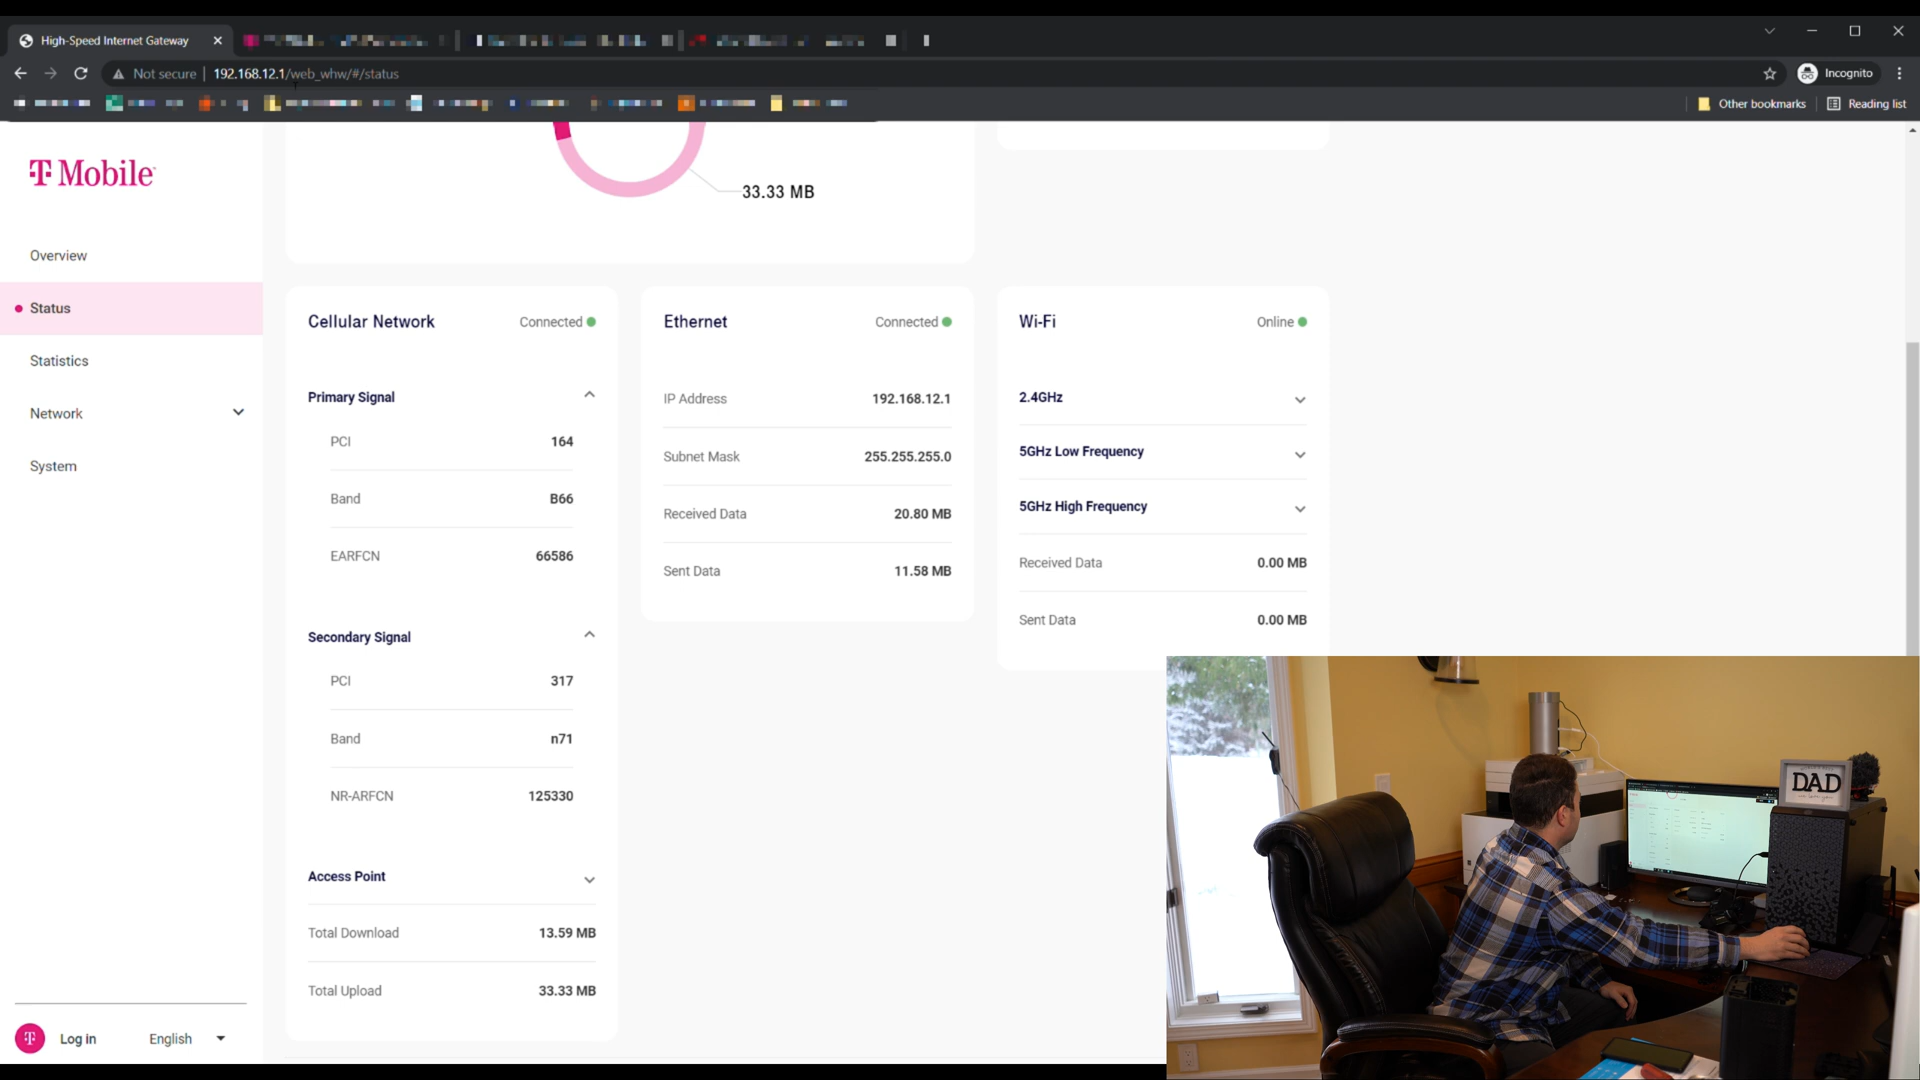 High-Speed Internet Gateway
Not secure | 192.168.12.1/web_whw/#/status
Incognito
Other bookmarks
Reading list
T Mobile
33.33 MB
Overview
Status
Statistics
Network
System
Log in
English
Cellular Network Connected
Primary Signal
PCI 164
Band B66
EARFCN 66586
Secondary Signal
PCI 317
Band n71
NR-ARFCN 125330
Access Point
Total Download 13.59 MB
Total Upload 33.33 MB
Ethernet Connected
IP Address 192.168.12.1
Subnet Mask 255.255.255.0
Received Data 20.80 MB
Sent Data 11.58 MB
Wi-Fi Online
2.4GHz
5GHz Low Frequency
5GHz High Frequency
Received Data 0.00 MB
Sent Data 0.00 MB
DAD